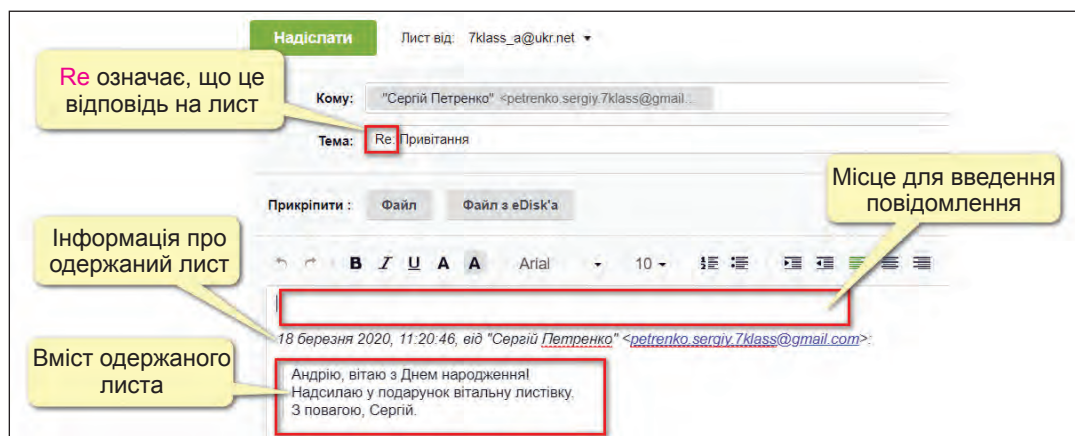 Надіслати Лист від: 7klass_a@ukr.net
Re означає, що це
відповідь на лист
Кому: "Сергій Петренко" <petrenko.sergiy.7klass@gmail...
Тема: Re: Привітання
Місце для введення
повідомлення
Прикріпити : Файл Файл з eDisk'а
Інформація про
одержаний лист
B I U A A Arial 10
18 березня 2020, 11:20:46, від "Сергій Петренко" <petrenko.sergiy.7klass@gmail.com>:
Вміст одержаного
листа
Андрію, вітаю з Днем народження!
Надсилаю у подарунок вітальну листівку.
З повагою, Сергій.